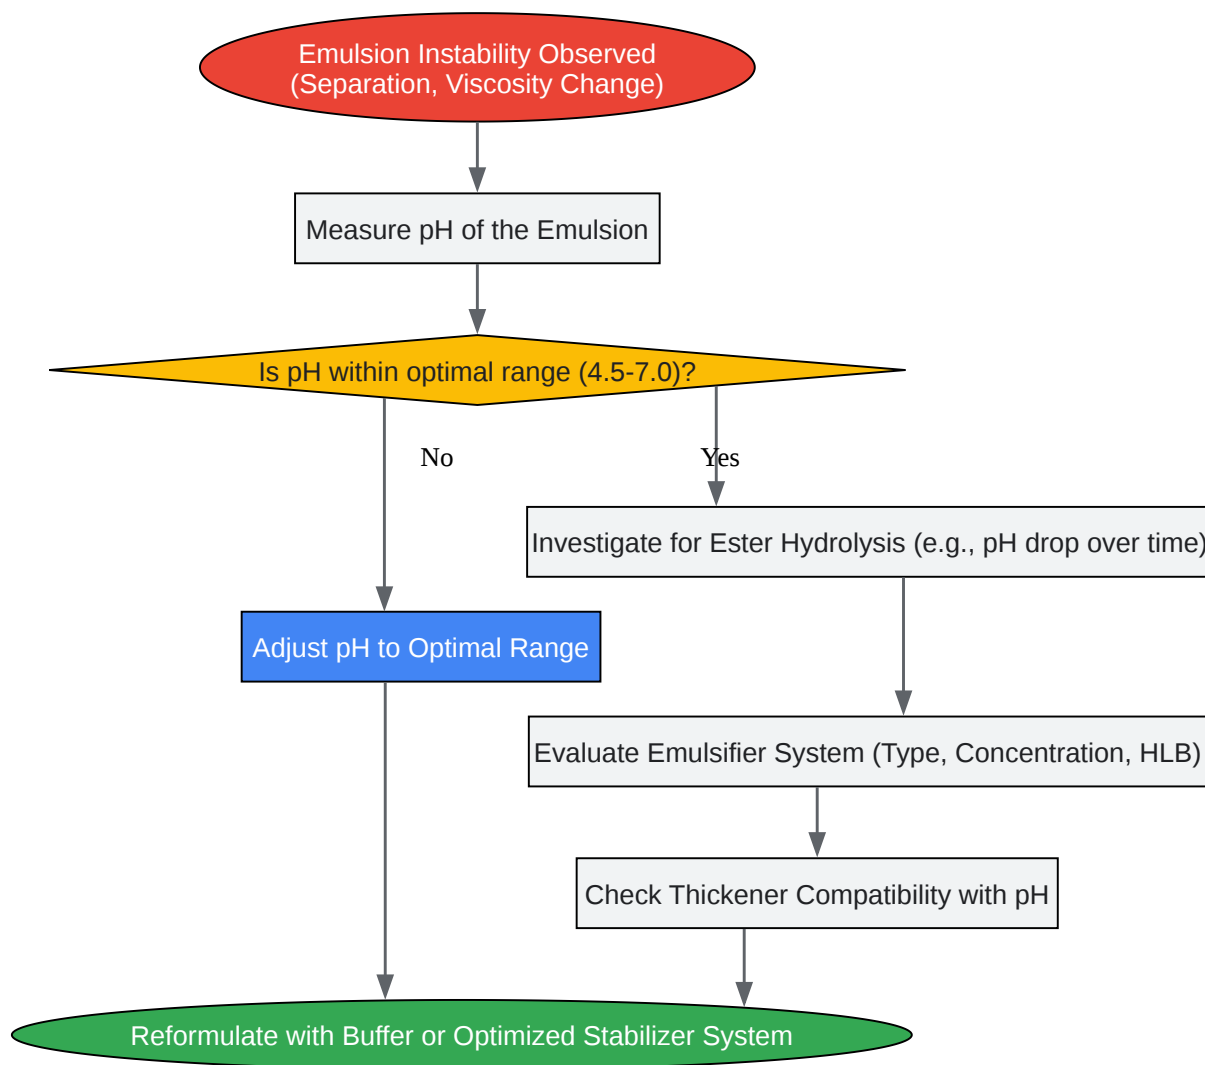 Emulsion Instability Observed
(Separation, Viscosity Change)
Measure pH of the Emulsion
Is pH within optimal range (4.5-7.0)?
No
Yes
Investigate for Ester Hydrolysis (e.g., pH drop over time)
Adjust pH to Optimal Range
Evaluate Emulsifier System (Type, Concentration, HLB)
Check Thickener Compatibility with pH
Reformulate with Buffer or Optimized Stabilizer System